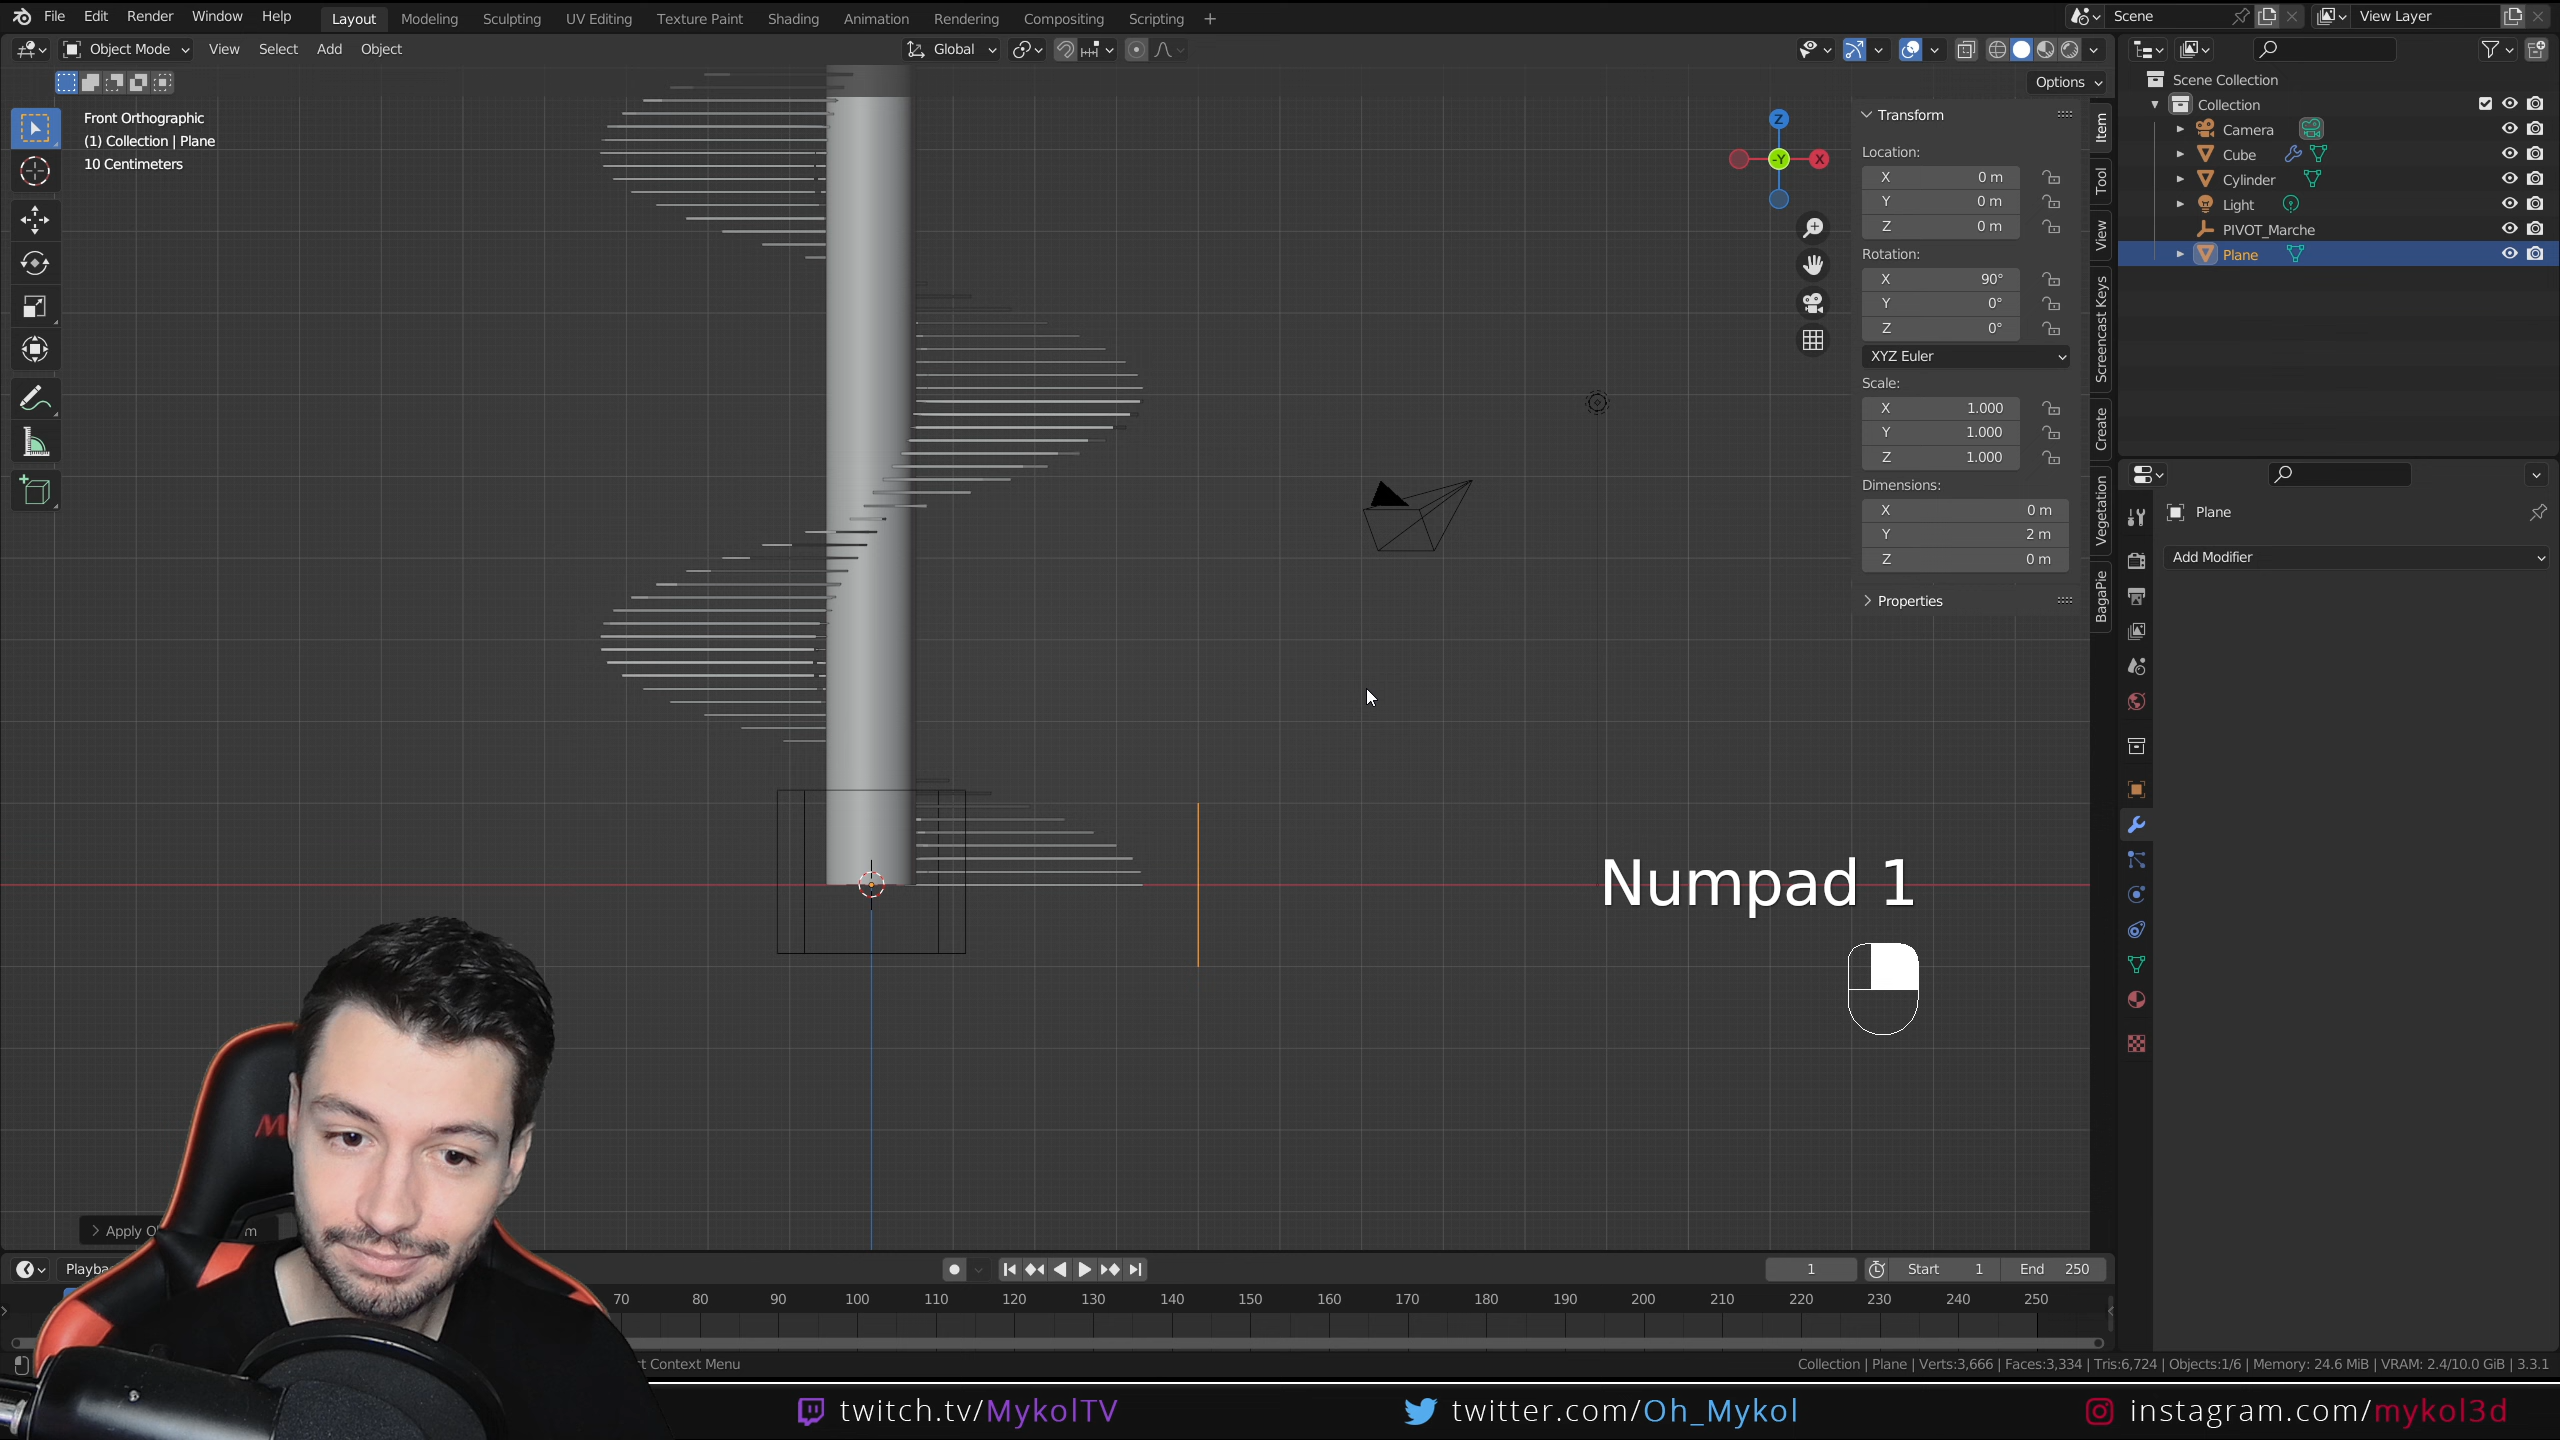 File Edit Render Window Help
Layout Modeling Sculpting UV Editing Texture Paint Shading Animation Rendering Compositing Scripting +
Scene
View Layer
Object Mode View Select Add Object
Global
Options
Front Orthographic
(1) Collection | Plane
10 Centimeters
Z
-Y
X
Transform
Location:
X 0 m
Y 0 m
Z 0 m
Rotation:
X 90°
Y 0°
Z 0°
XYZ Euler
Scale:
X 1.000
Y 1.000
Z 1.000
Dimensions:
X 0 m
Y 2 m
Z 0 m
Properties
Item
Tool
View
Screencast Keys
Create
Vegetation
BagaPie
Scene Collection
Collection
Camera
Cube
Cylinder
Light
PIVOT_Marche
Plane
Plane
Add Modifier
Numpad 1
1
Start 1
End 250
70 80 90 100 110 120 130 140 150 160 170 180 190 200 210 220 230 240 250
Context Menu
Collection | Plane | Verts:3,666 | Faces:3,334 | Tris:6,724 | Objects:1/6 | Memory: 24.6 MiB | VRAM: 2.4/10.0 GiB | 3.3.1
twitch.tv/MykolTV
twitter.com/Oh_Mykol
instagram.com/mykol3d